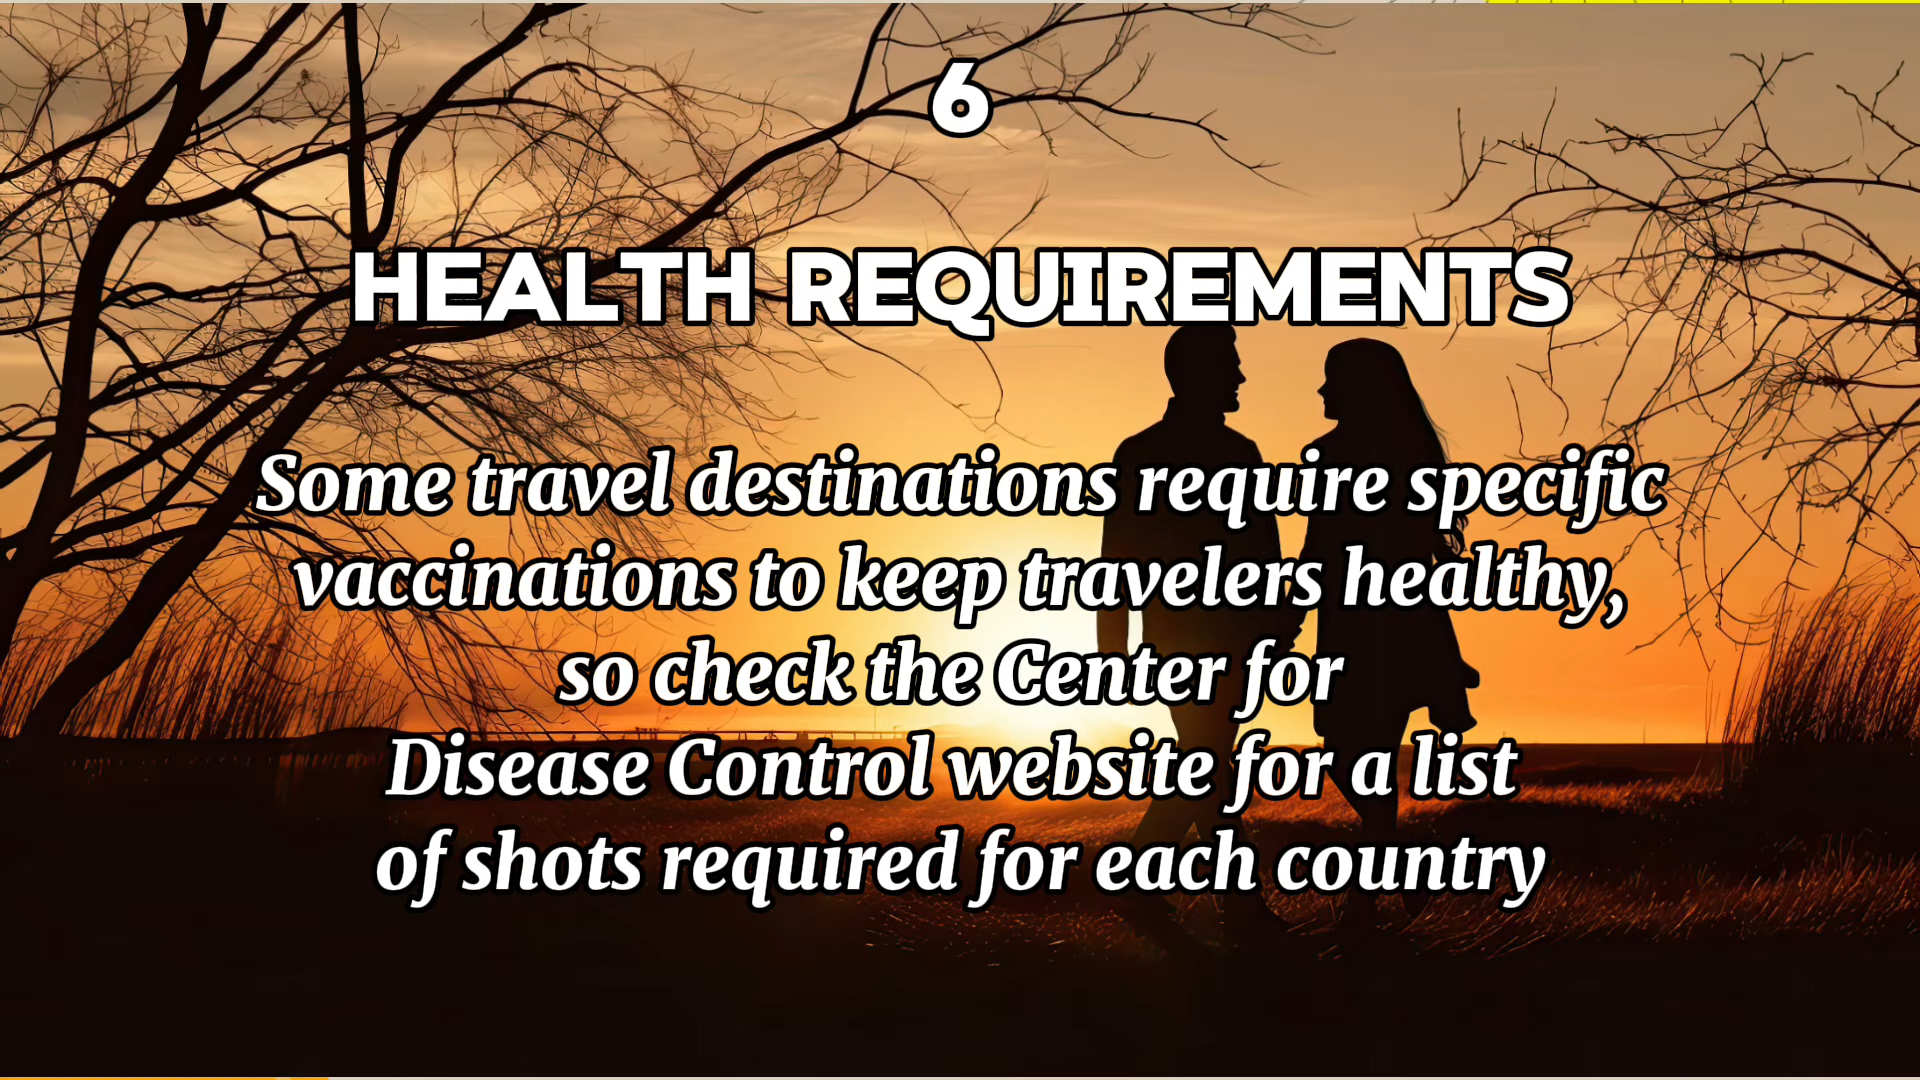 6
HEALTH REQUIREMENTS
Some travel destinations require specific
vaccinations to keep travelers healthy,
so check the Center for
Disease Control website for a list
of shots required for each country